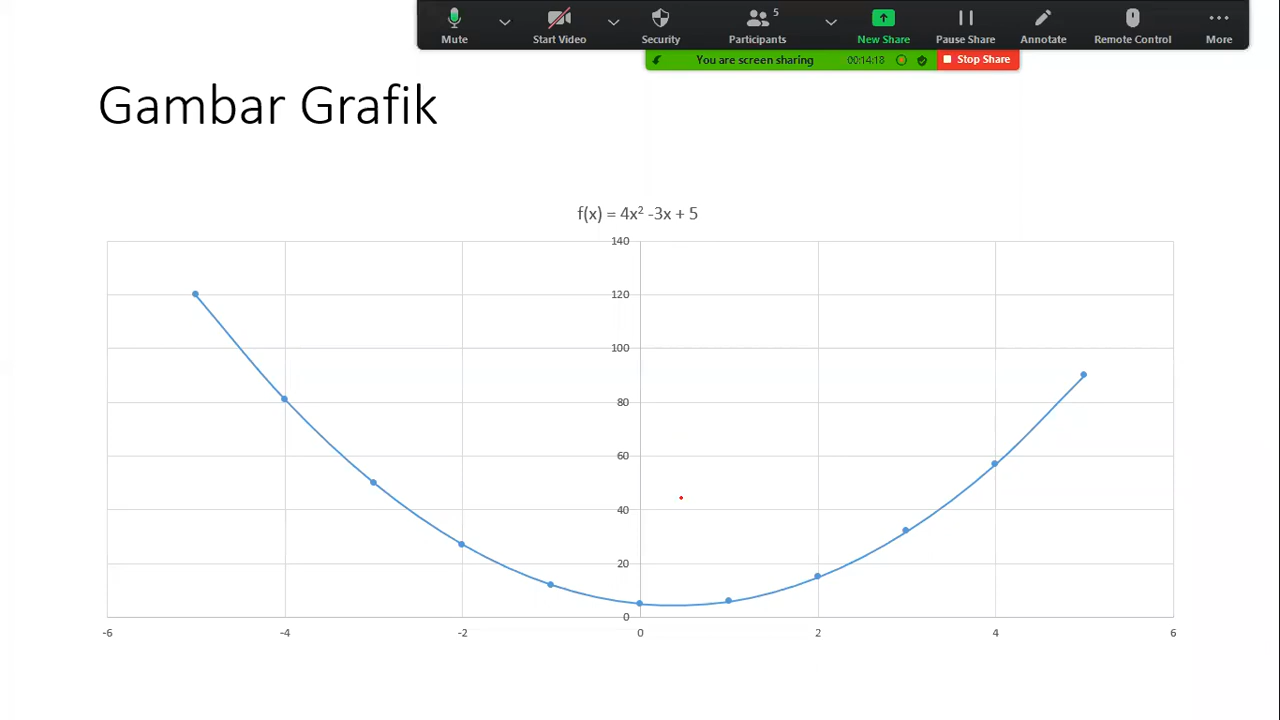 Mute
Start Video
Security
Participants
5
New Share
Pause Share
Annotate
Remote Control
More
You are screen sharing
00:14:18
Stop Share
Gambar Grafik
f(x) = 4x² -3x + 5
140
120
100
80
60
40
20
0
-6 -4 -2 0 2 4 6